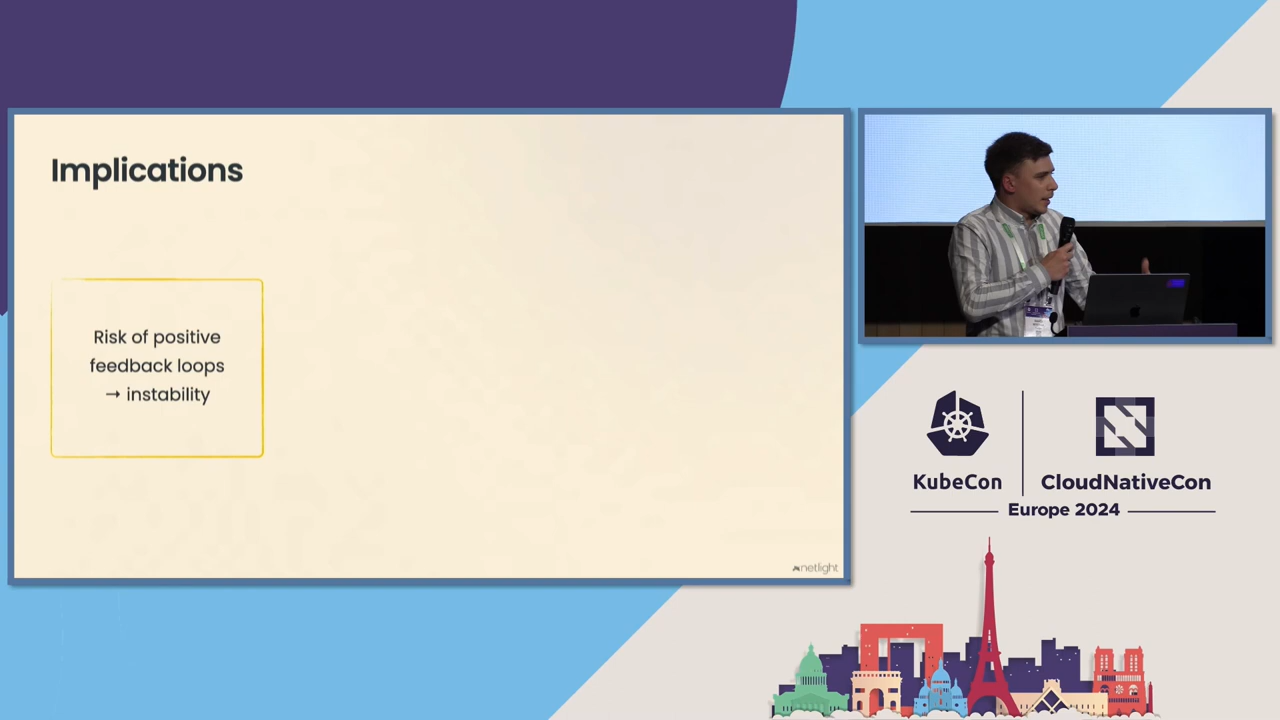 Implications
Risk of positive
feedback loops
→ instability
netlight
KubeCon
CloudNativeCon
Europe 2024